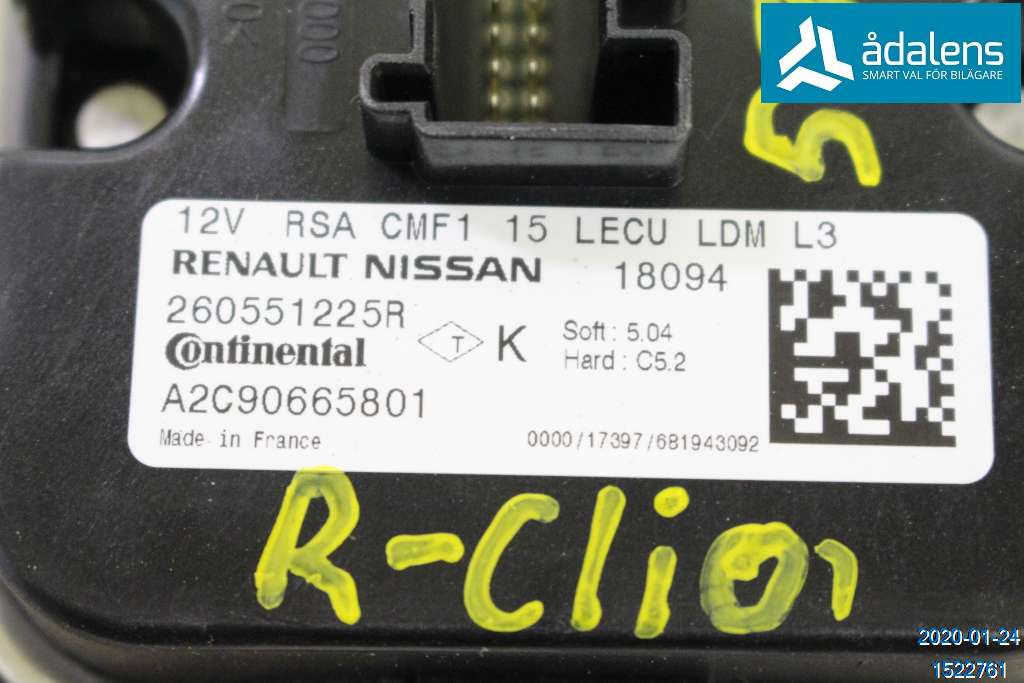 ådalens
SMART VAL FÖR BILÄGARE
12V RSA CMF1 15 LECU LDM L3
RENAULT NISSAN 18094
260551225R
Continental
T K
Soft : 5.04
Hard : C5.2
A2C90665801
Made in France
0000/17397/681943092
R-Clio
2020-01-24
1522761